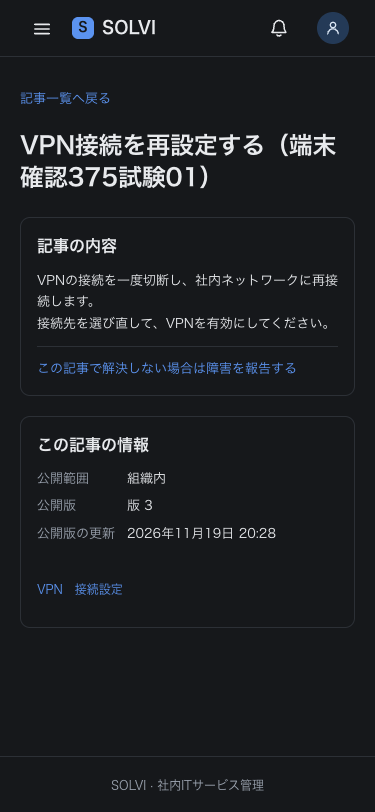 S SOLVI
記事一覧へ戻る
VPN接続を再設定する（端末
確認375試験01）
記事の内容
VPNの接続を一度切断し、社内ネットワークに再接
続します。
接続先を選び直して、VPNを有効にしてください。
この記事で解決しない場合は障害を報告する
この記事の情報
公開範囲 組織内
公開版 版 3
公開版の更新 2026年11月19日 20:28
VPN 接続設定
SOLVI · 社内ITサービス管理